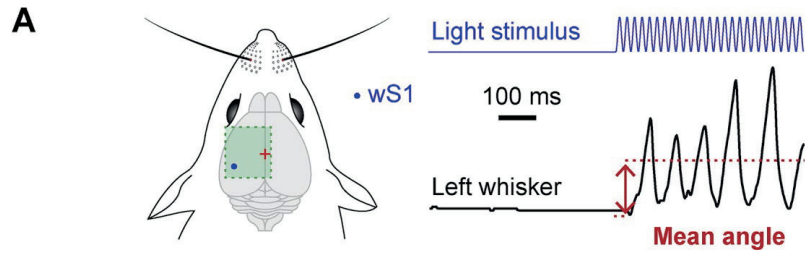 A
wS1
Light stimulus
100 ms
Left whisker
Mean angle